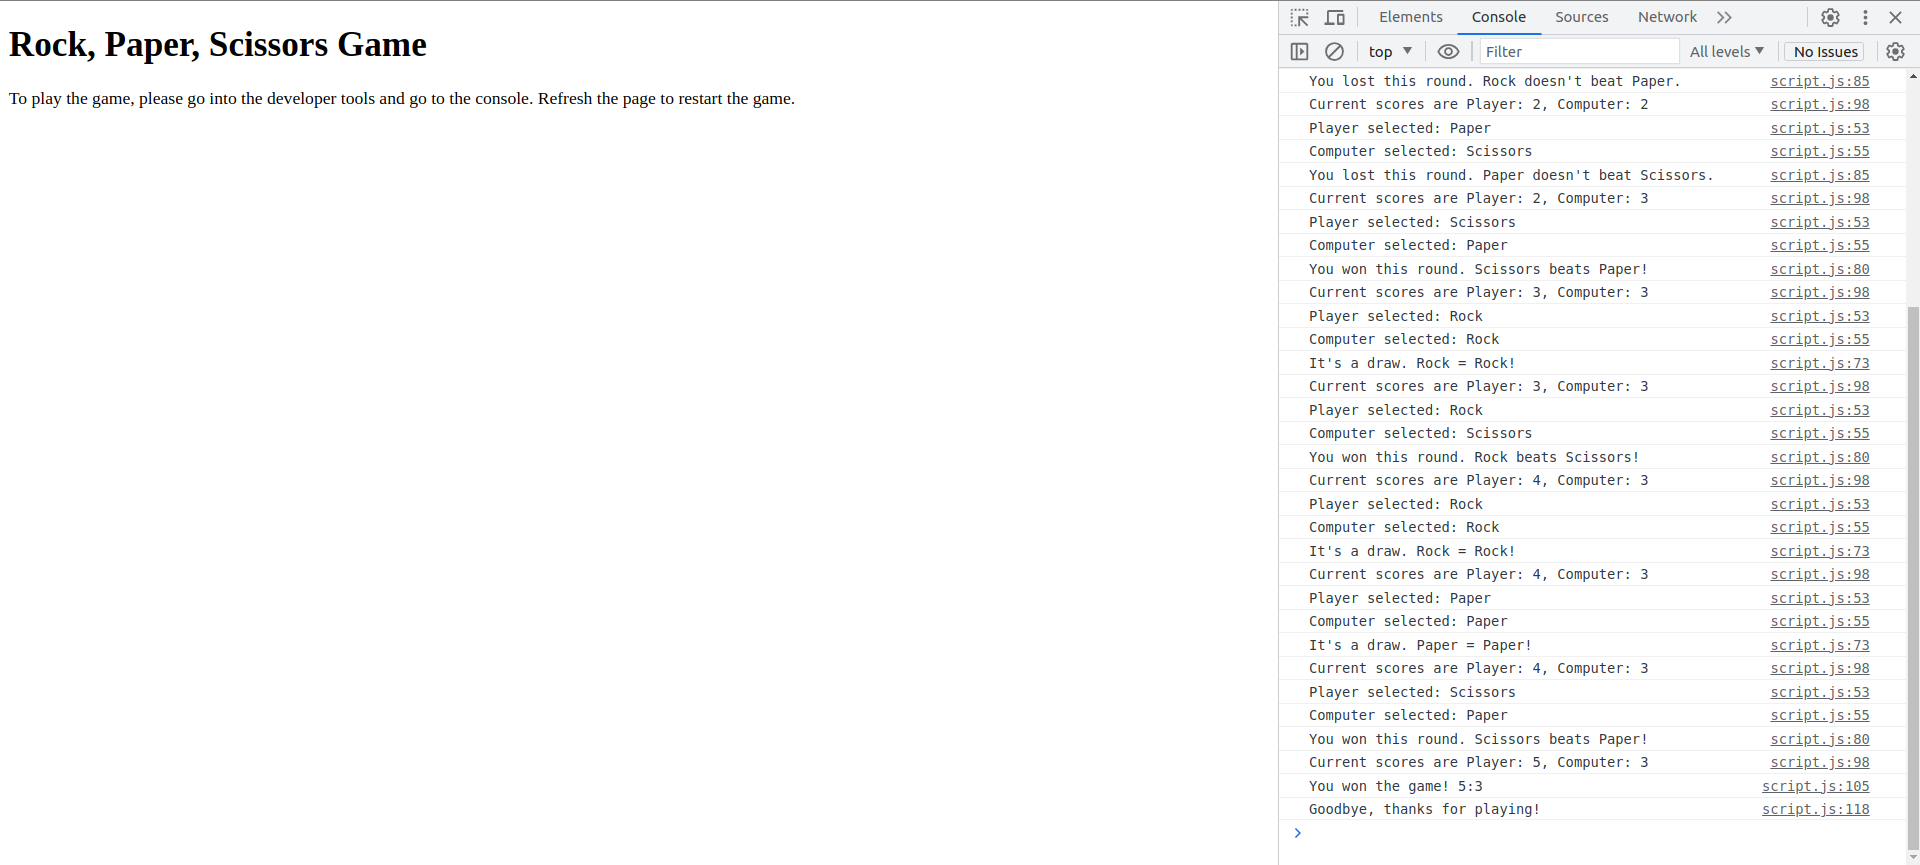 Rock, Paper, Scissors Game
To play the game, please go into the developer tools and go to the console. Refresh the page to restart the game.
Elements Console Sources Network
top Filter All levels No Issues
You lost this round. Rock doesn't beat Paper. script.js:85
Current scores are Player: 2, Computer: 2 script.js:98
Player selected: Paper script.js:53
Computer selected: Scissors script.js:55
You lost this round. Paper doesn't beat Scissors. script.js:85
Current scores are Player: 2, Computer: 3 script.js:98
Player selected: Scissors script.js:53
Computer selected: Paper script.js:55
You won this round. Scissors beats Paper! script.js:80
Current scores are Player: 3, Computer: 3 script.js:98
Player selected: Rock script.js:53
Computer selected: Rock script.js:55
It's a draw. Rock = Rock! script.js:73
Current scores are Player: 3, Computer: 3 script.js:98
Player selected: Rock script.js:53
Computer selected: Scissors script.js:55
You won this round. Rock beats Scissors! script.js:80
Current scores are Player: 4, Computer: 3 script.js:98
Player selected: Rock script.js:53
Computer selected: Rock script.js:55
It's a draw. Rock = Rock! script.js:73
Current scores are Player: 4, Computer: 3 script.js:98
Player selected: Paper script.js:53
Computer selected: Paper script.js:55
It's a draw. Paper = Paper! script.js:73
Current scores are Player: 4, Computer: 3 script.js:98
Player selected: Scissors script.js:53
Computer selected: Paper script.js:55
You won this round. Scissors beats Paper! script.js:80
Current scores are Player: 5, Computer: 3 script.js:98
You won the game! 5:3 script.js:105
Goodbye, thanks for playing! script.js:118